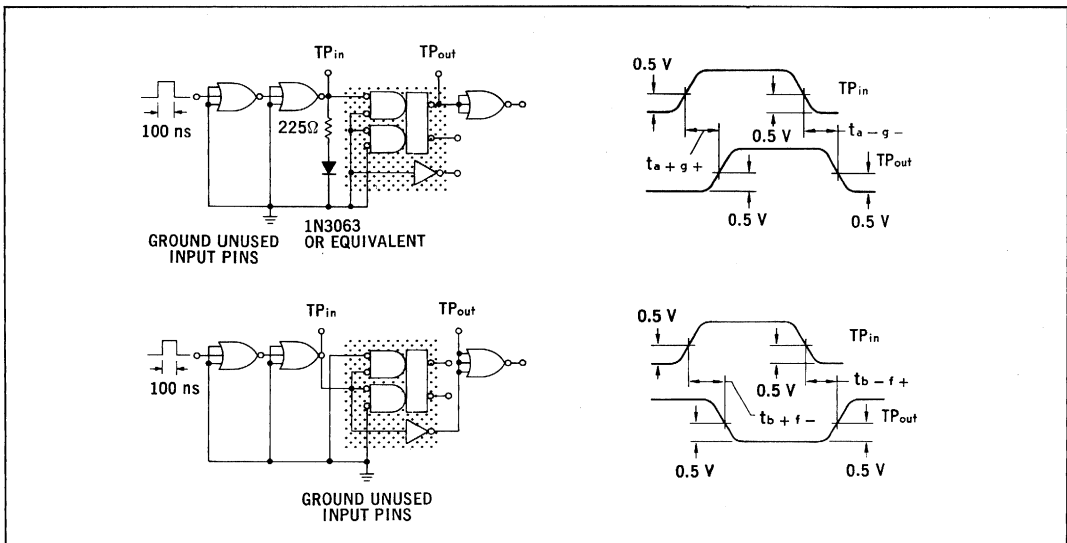 TPin
TPout
100 ns
225Ω
1N3063
OR EQUIVALENT
GROUND UNUSED
INPUT PINS
0.5 V
TPin
0.5 V
ta+g+
ta-g-
TPout
0.5 V
0.5 V
TPin
TPout
100 ns
GROUND UNUSED
INPUT PINS
0.5 V
TPin
0.5 V
tb-f+
tb+f-
TPout
0.5 V
0.5 V